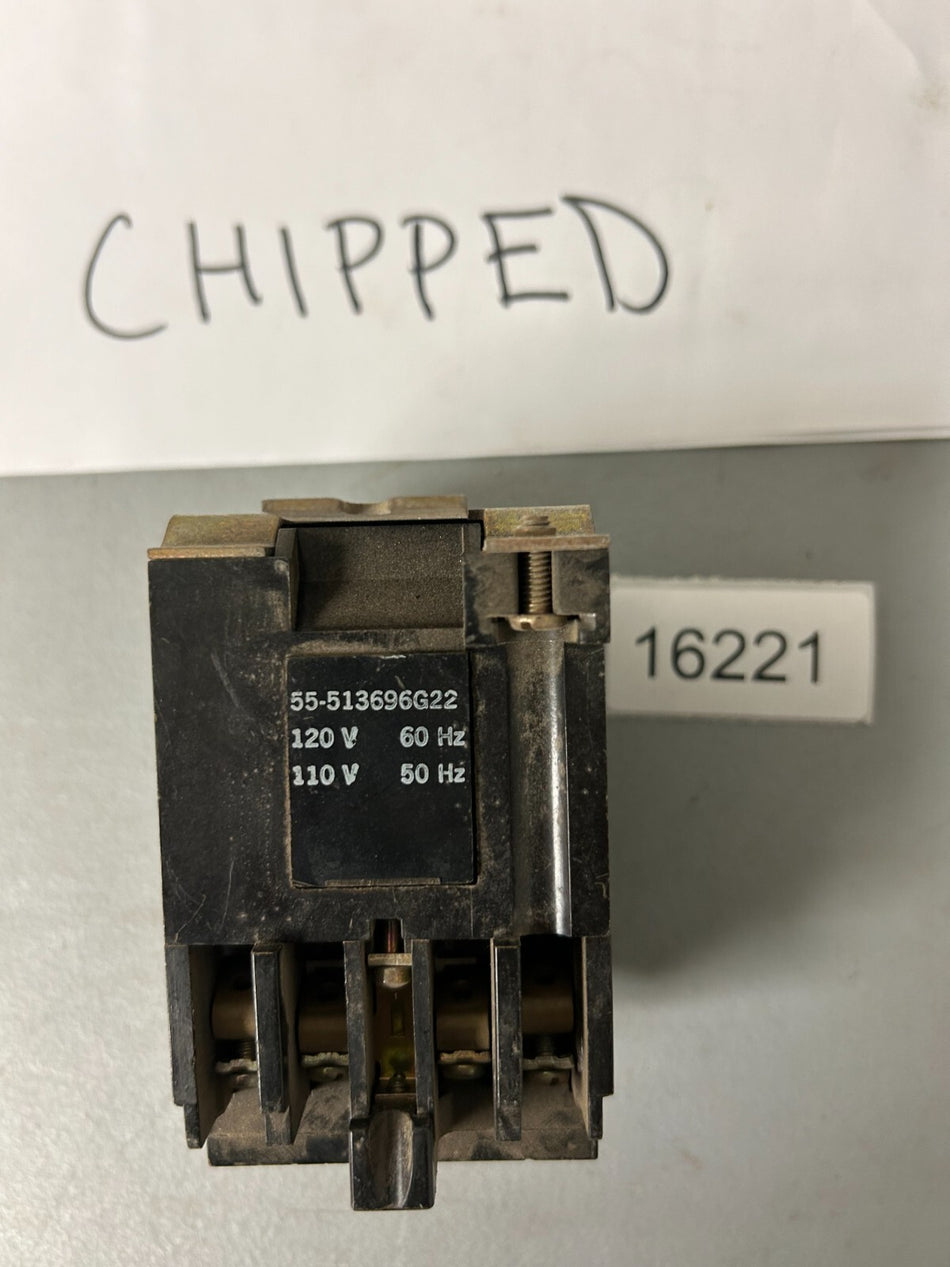 CHIPPED
16221
55-513696G22
120 V 60 Hz
110 V 50 Hz